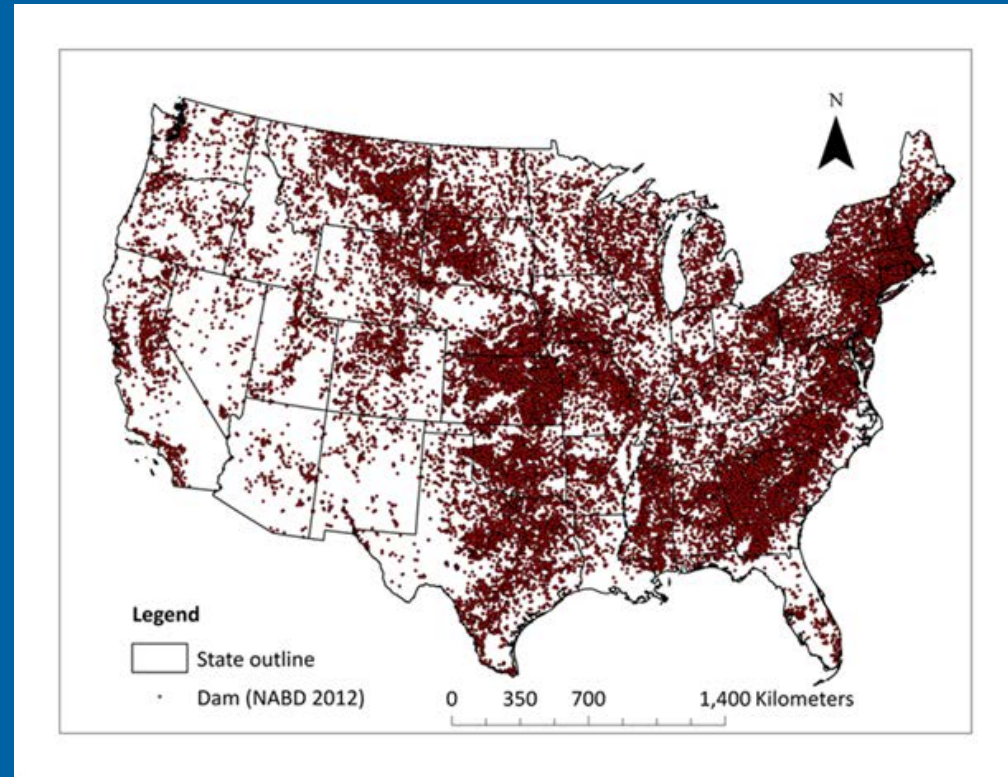 N
Legend
State outline
Dam (NABD 2012)
0 350 700 1,400 Kilometers